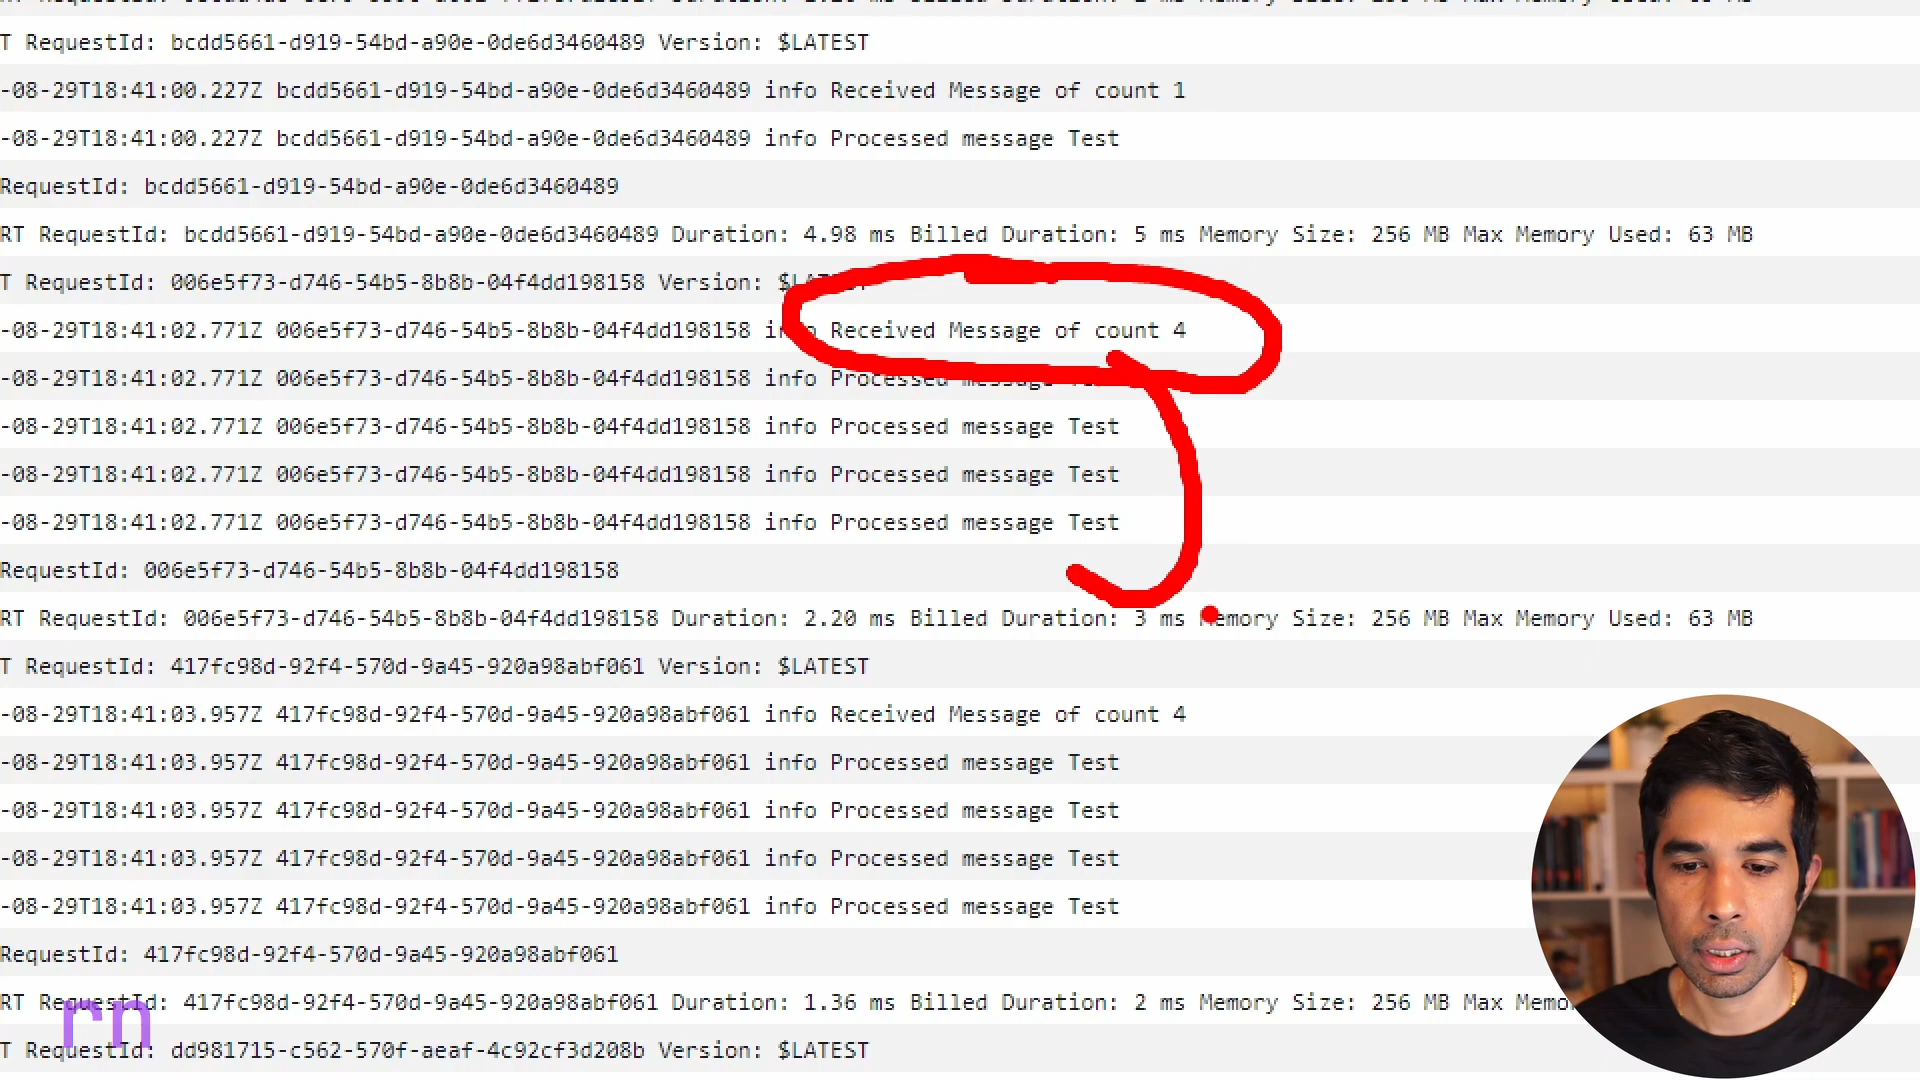 T RequestId: bcdd5661-d919-54bd-a90e-0de6d3460489 Version: $LATEST
-08-29T18:41:00.227Z bcdd5661-d919-54bd-a90e-0de6d3460489 info Received Message of count 1
-08-29T18:41:00.227Z bcdd5661-d919-54bd-a90e-0de6d3460489 info Processed message Test
RequestId: bcdd5661-d919-54bd-a90e-0de6d3460489
RT RequestId: bcdd5661-d919-54bd-a90e-0de6d3460489 Duration: 4.98 ms Billed Duration: 5 ms Memory Size: 256 MB Max Memory Used: 63 MB
T RequestId: 006e5f73-d746-54b5-8b8b-04f4dd198158 Version: $LATEST
-08-29T18:41:02.771Z 006e5f73-d746-54b5-8b8b-04f4dd198158 info Received Message of count 4
-08-29T18:41:02.771Z 006e5f73-d746-54b5-8b8b-04f4dd198158 info Processed message
-08-29T18:41:02.771Z 006e5f73-d746-54b5-8b8b-04f4dd198158 info Processed message Test
-08-29T18:41:02.771Z 006e5f73-d746-54b5-8b8b-04f4dd198158 info Processed message Test
-08-29T18:41:02.771Z 006e5f73-d746-54b5-8b8b-04f4dd198158 info Processed message Test
RequestId: 006e5f73-d746-54b5-8b8b-04f4dd198158
RT RequestId: 006e5f73-d746-54b5-8b8b-04f4dd198158 Duration: 2.20 ms Billed Duration: 3 ms Memory Size: 256 MB Max Memory Used: 63 MB
T RequestId: 417fc98d-92f4-570d-9a45-920a98abf061 Version: $LATEST
-08-29T18:41:03.957Z 417fc98d-92f4-570d-9a45-920a98abf061 info Received Message of count 4
-08-29T18:41:03.957Z 417fc98d-92f4-570d-9a45-920a98abf061 info Processed message Test
-08-29T18:41:03.957Z 417fc98d-92f4-570d-9a45-920a98abf061 info Processed message Test
-08-29T18:41:03.957Z 417fc98d-92f4-570d-9a45-920a98abf061 info Processed message Test
-08-29T18:41:03.957Z 417fc98d-92f4-570d-9a45-920a98abf061 info Processed message Test
RequestId: 417fc98d-92f4-570d-9a45-920a98abf061
RT RequestId: 417fc98d-92f4-570d-9a45-920a98abf061 Duration: 1.36 ms Billed Duration: 2 ms Memory Size: 256 MB Max Memo
rn
T RequestId: dd981715-c562-570f-aeaf-4c92cf3d208b Version: $LATEST